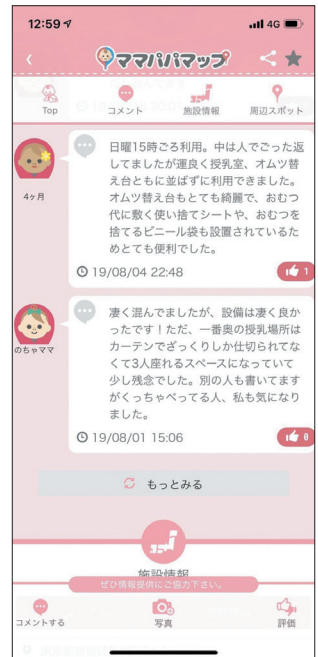 12:59
4G
ママパパマップ
Top
コメント
施設情報
周辺スポット
日曜15時ごろ利用。中は人でごった返
してましたが運良く授乳室、オムツ替
え台ともに並ばずに利用できました。
オムツ替え台もとても綺麗で、おむつ
代に敷く使い捨てシートや、おむつを
捨てるビニール袋も設置されているた
めとても便利でした。
4ヶ月
19/08/04 22:48
1
凄く混んでましたが、設備は凄く良か
ったです！ただ、一番奥の授乳場所は
カーテンでざっくりしか仕切られてな
くて3人座れるスペースになっていて
少し残念でした。別の人も書いてます
がくっちゃべってる人、私も気になり
ました。
のちゃママ
19/08/01 15:06
0
もっとみる
施設情報
ぜひ情報提供にご協力下さい。
コメントする
写真
評価